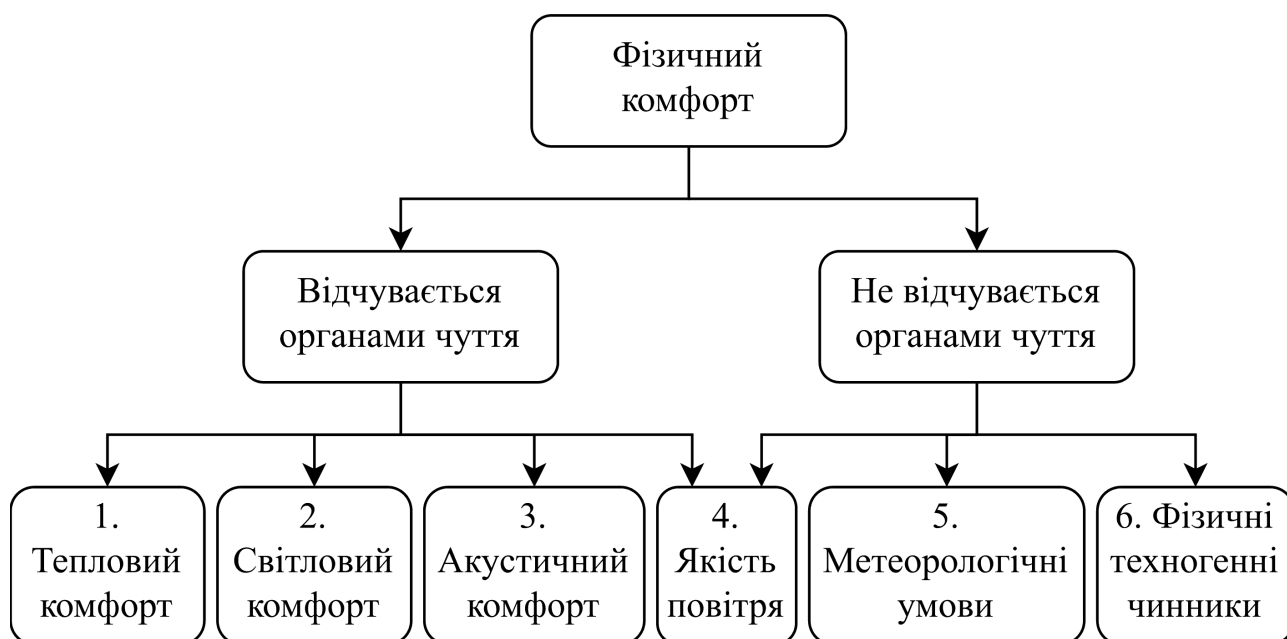 Фізичний
комфорт
Відчувається
органами чуття
Не відчувається
органами чуття
1.
Тепловий
комфорт
2.
Світловий
комфорт
3.
Акустичний
комфорт
4.
Якість
повітря
5.
Метеорологічні
умови
6. Фізичні
техногенні
чинники